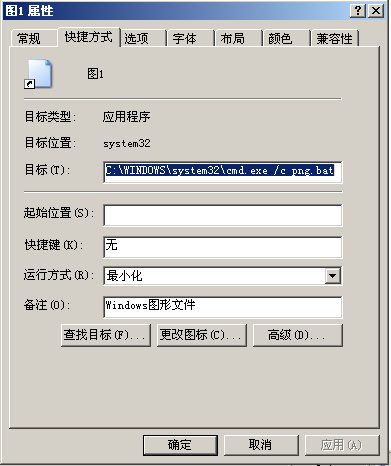 图1 属性
常规 快捷方式 选项 字体 布局 颜色 兼容性
图1
目标类型: 应用程序
目标位置: system32
目标(T): C:\WINDOWS\system32\cmd.exe /c png.bat
起始位置(S):
快捷键(K): 无
运行方式(R): 最小化
备注(O): Windows图形文件
查找目标(F)... 更改图标(C)... 高级(D)...
确定 取消 应用(A)